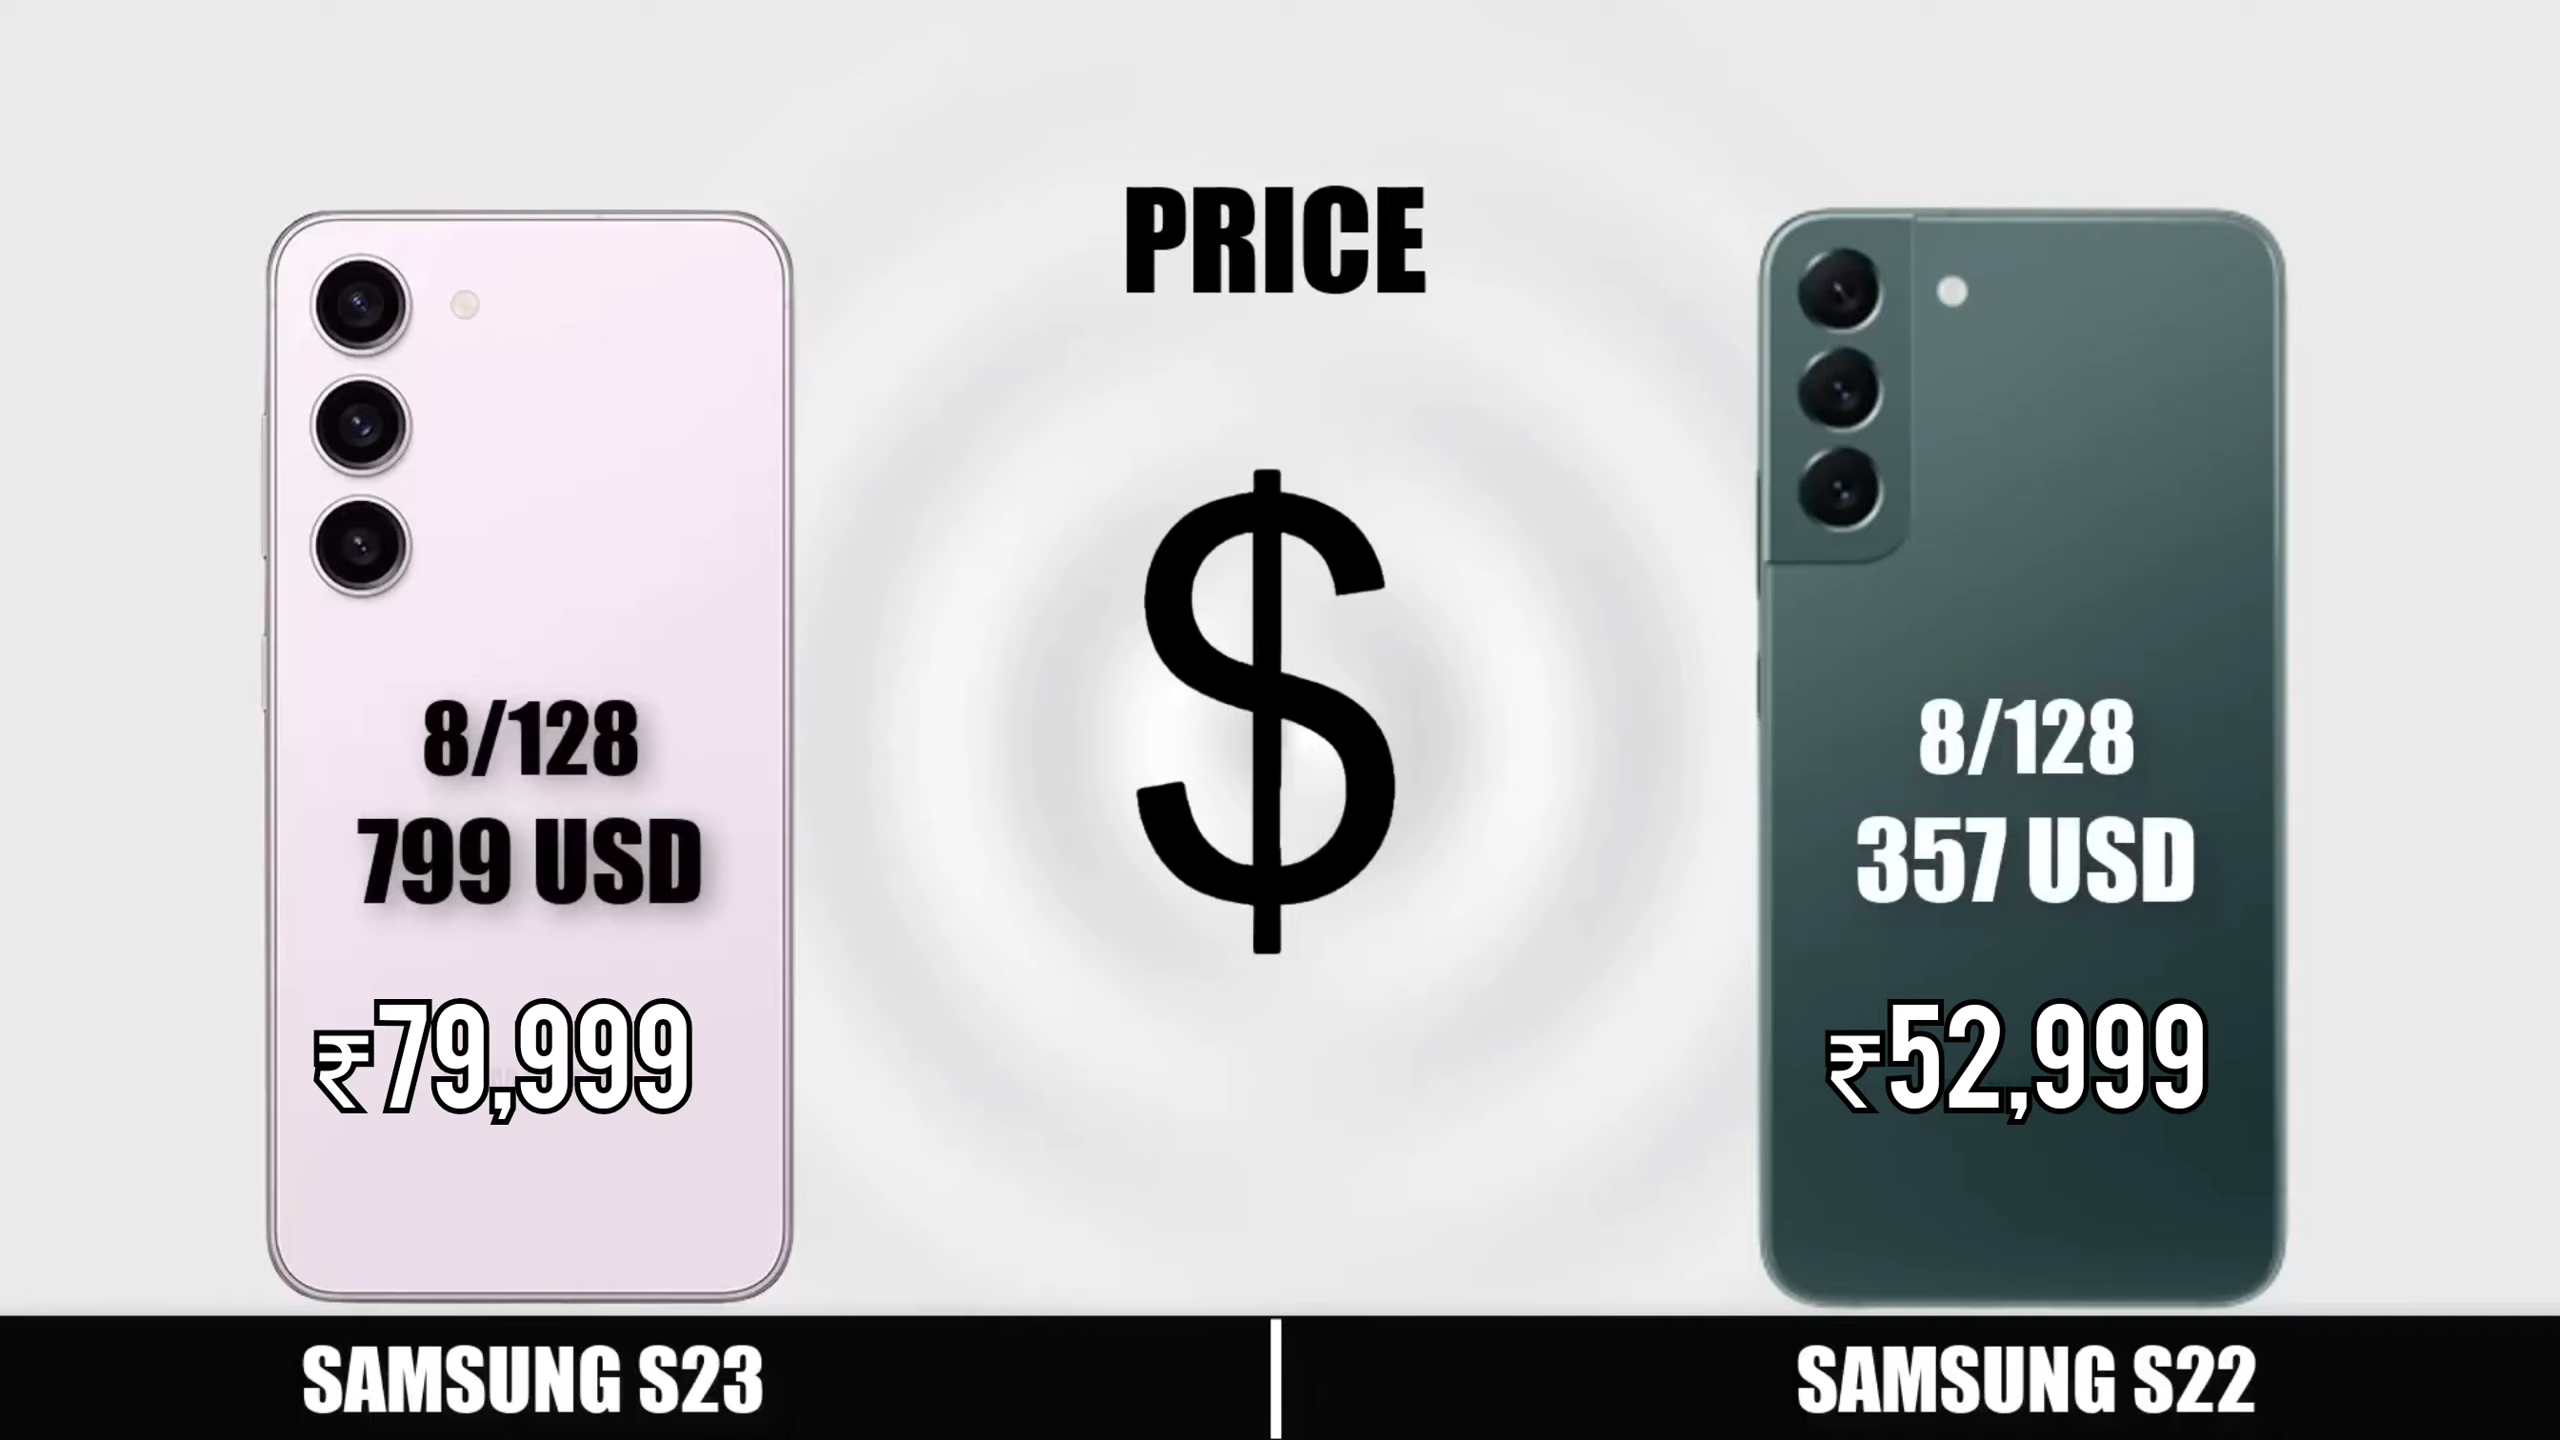 PRICE
$
8/128
799 USD
₹79,999
8/128
357 USD
₹52,999
SAMSUNG S23
SAMSUNG S22